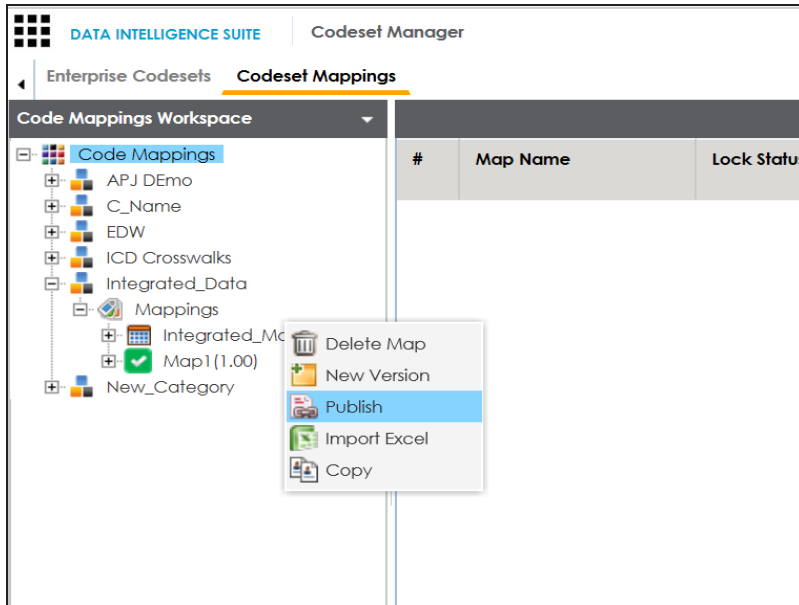 DATA INTELLIGENCE SUITE Codeset Manager
Enterprise Codesets Codeset Mappings
Code Mappings Workspace
# Map Name Lock
Code Mappings
APJ DEmo
C_Name
EDW
ICD Crosswalks
Integrated_Data
Mappings
Map1(1.00)
New_Category
Delete Map
New Version
Publish
Import Excel
Copy